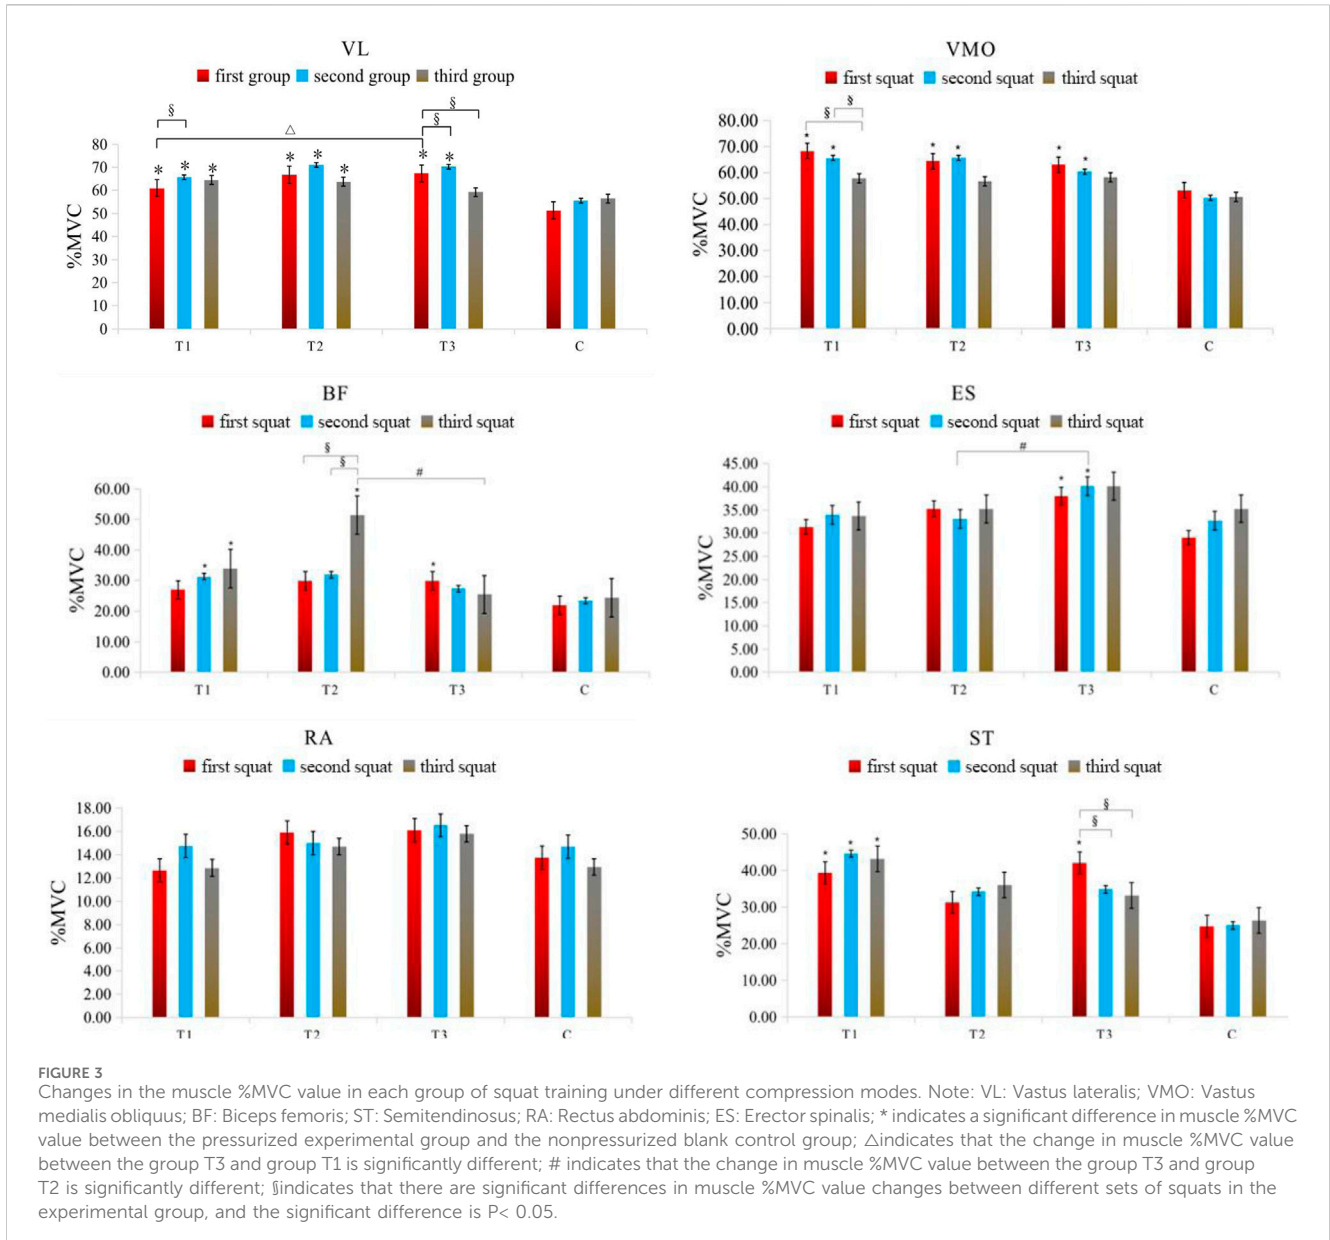 VL
first group second group third group
§
§
△
§
* * * * * * * *
80
70
60
50
40
30
20
10
0
%MVC
T1 T2 T3 C
VMO
first squat second squat third squat
§
§
* * * * * *
80.00
70.00
60.00
50.00
40.00
30.00
20.00
10.00
0.00
%MVC
T1 T2 T3 C
BF
first squat second squat third squat
§
§
#
* * * *
60.00
50.00
40.00
30.00
20.00
10.00
0.00
%MVC
T1 T2 T3 C
ES
first squat second squat third squat
#
* *
45.00
40.00
35.00
30.00
25.00
20.00
15.00
10.00
5.00
0.00
%MVC
T1 T2 T3 C
RA
first squat second squat third squat
18.00
16.00
14.00
12.00
10.00
8.00
6.00
4.00
2.00
0.00
%MVC
T1 T2 T3 C
ST
first squat second squat third squat
§
§
* * * *
50.00
40.00
30.00
20.00
10.00
0.00
%MVC
T1 T2 T3 C
FIGURE 3
Changes in the muscle %MVC value in each group of squat training under different compression modes. Note: VL: Vastus lateralis; VMO: Vastus
medialis obliquus; BF: Biceps femoris; ST: Semitendinosus; RA: Rectus abdominis; ES: Erector spinalis; * indicates a significant difference in muscle %MVC
value between the pressurized experimental group and the nonpressurized blank control group; △indicates that the change in muscle %MVC value
between the group T3 and group T1 is significantly different; # indicates that the change in muscle %MVC value between the group T3 and group
T2 is significantly different; §indicates that there are significant differences in muscle %MVC value changes between different sets of squats in the
experimental group, and the significant difference is P< 0.05.